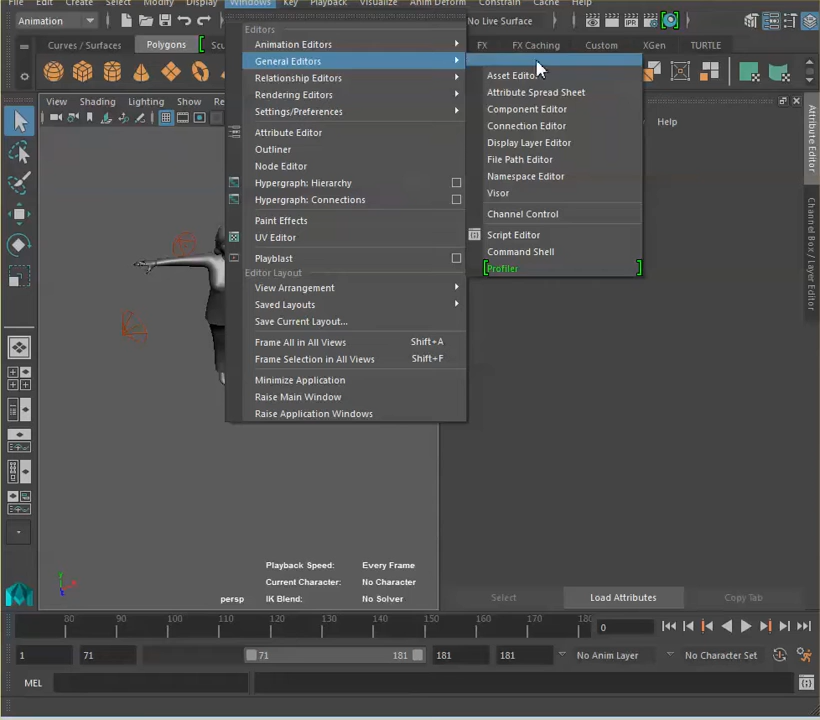 File Edit Create Select Modify Display Windows Key Playback Visualize Anim Deform Constrain Cache Help
Animation No Live Surface
Curves / Surfaces Polygons Scu FX FX Caching Custom XGen TURTLE
View Shading Lighting Show Help
Editors
Animation Editors
General Editors
Relationship Editors
Rendering Editors
Settings/Preferences
Attribute Editor
Outliner
Node Editor
Hypergraph: Hierarchy
Hypergraph: Connections
Paint Effects
UV Editor
Playblast
Editor Layout
View Arrangement
Saved Layouts
Save Current Layout...
Frame All in All Views Shift+A
Frame Selection in All Views Shift+F
Minimize Application
Raise Main Window
Raise Application Windows
Asset Editor
Attribute Spread Sheet
Component Editor
Connection Editor
Display Layer Editor
File Path Editor
Namespace Editor
Visor
Channel Control
Script Editor
Command Shell
Profiler
Attribute Editor
Channel Box / Layer Editor
Playback Speed: Every Frame
Current Character: No Character
persp IK Blend: No Solver
Select Load Attributes Copy Tab
80 90 100 110 120 130 140 150 160 170 180 0
1 71 71 181 181 181 No Anim Layer No Character Set
MEL